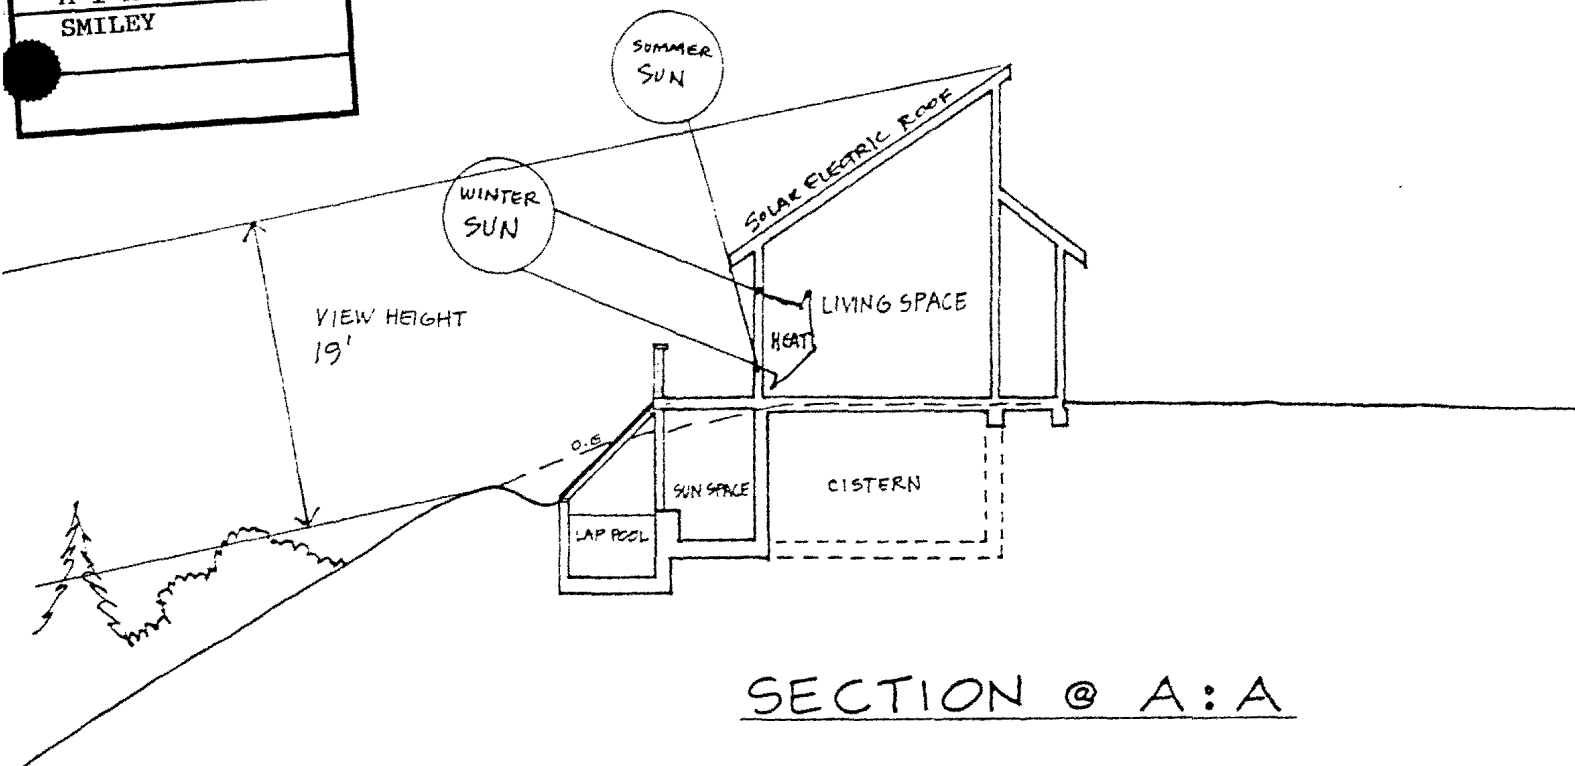 SMILEY
SUMMER
SUN
WINTER
SUN
SOLAR ELECTRIC ROOF
VIEW HEIGHT
19'
LIVING SPACE
HEAT
O.G
SUN SPACE
CISTERN
LAP POOL
SECTION @ A:A